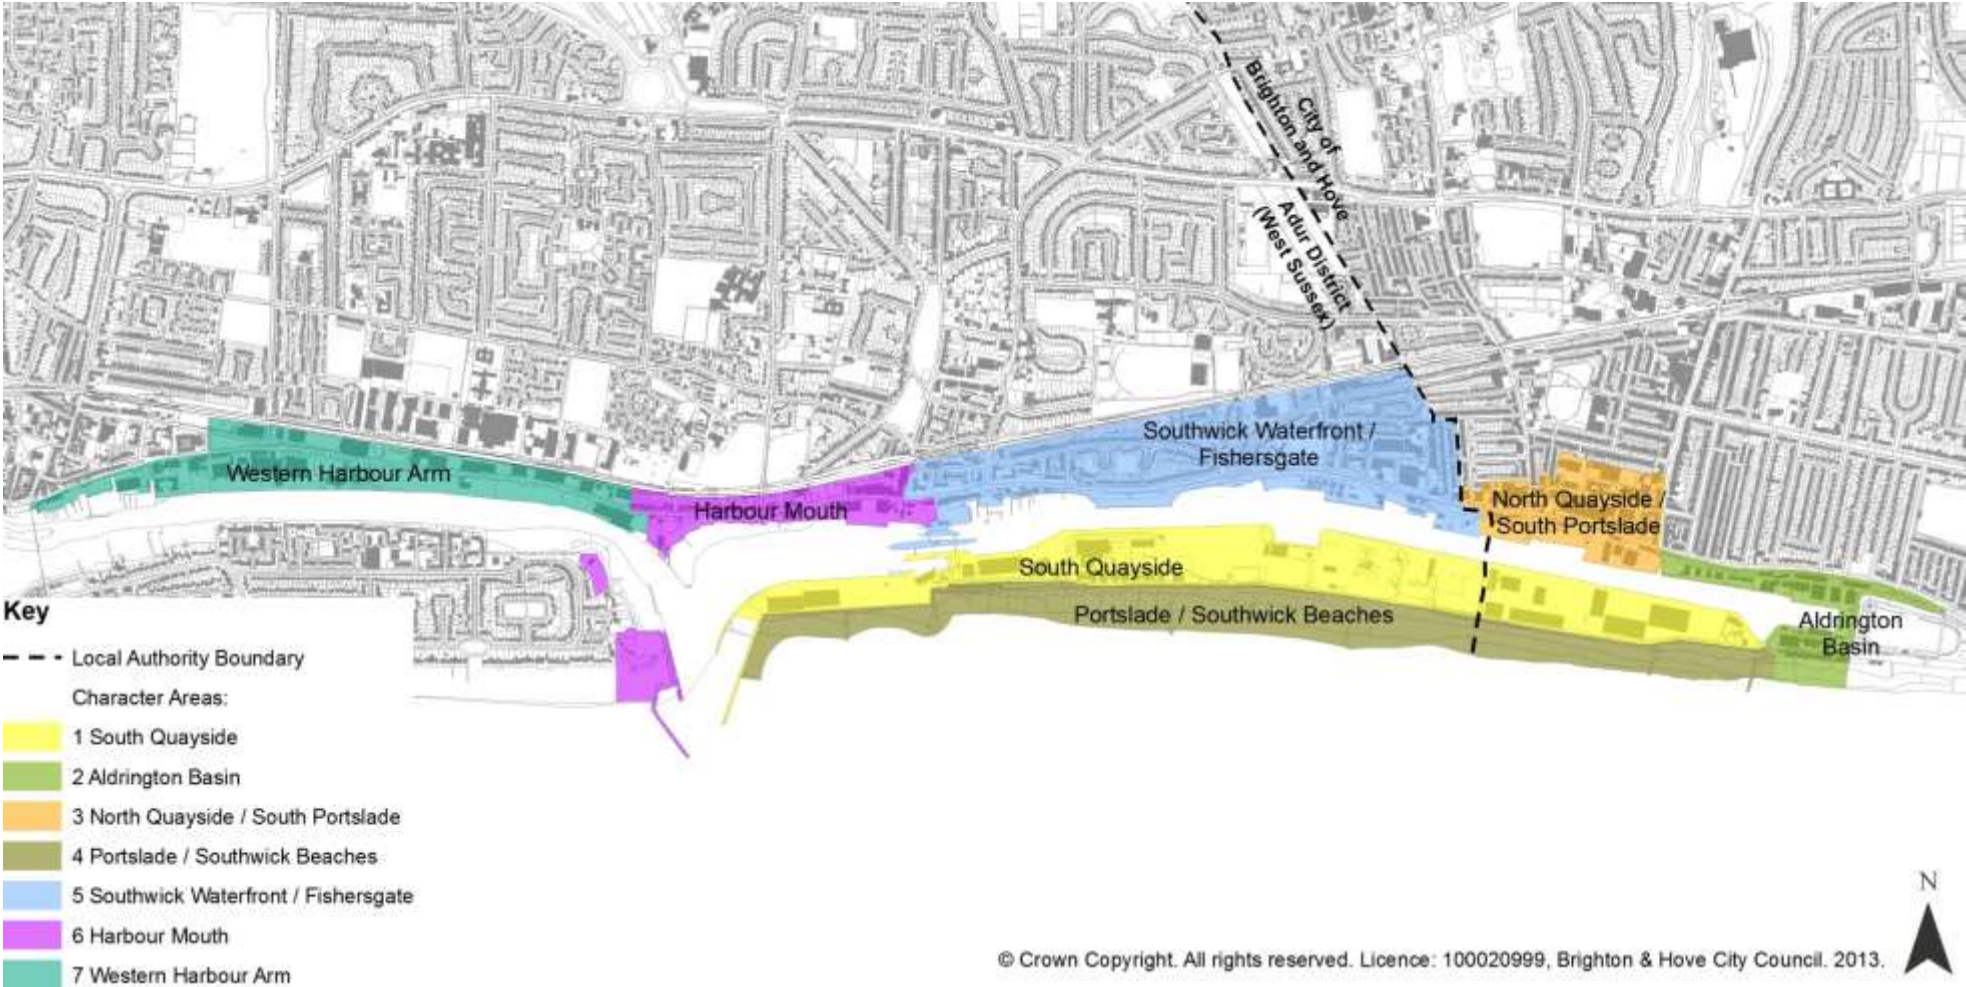 City of
Brighton and Hove
Adur District
(West Sussex)
Southwick Waterfront /
Fishersgate
Western Harbour Arm
Harbour Mouth
North Quayside /
South Portslade
South Quayside
Portslade / Southwick Beaches
Aldrington
Basin
Key
Local Authority Boundary
Character Areas:
1 South Quayside
2 Aldrington Basin
3 North Quayside / South Portslade
4 Portslade / Southwick Beaches
5 Southwick Waterfront / Fishersgate
6 Harbour Mouth
7 Western Harbour Arm
N
© Crown Copyright. All rights reserved. Licence: 100020999, Brighton & Hove City Council. 2013.